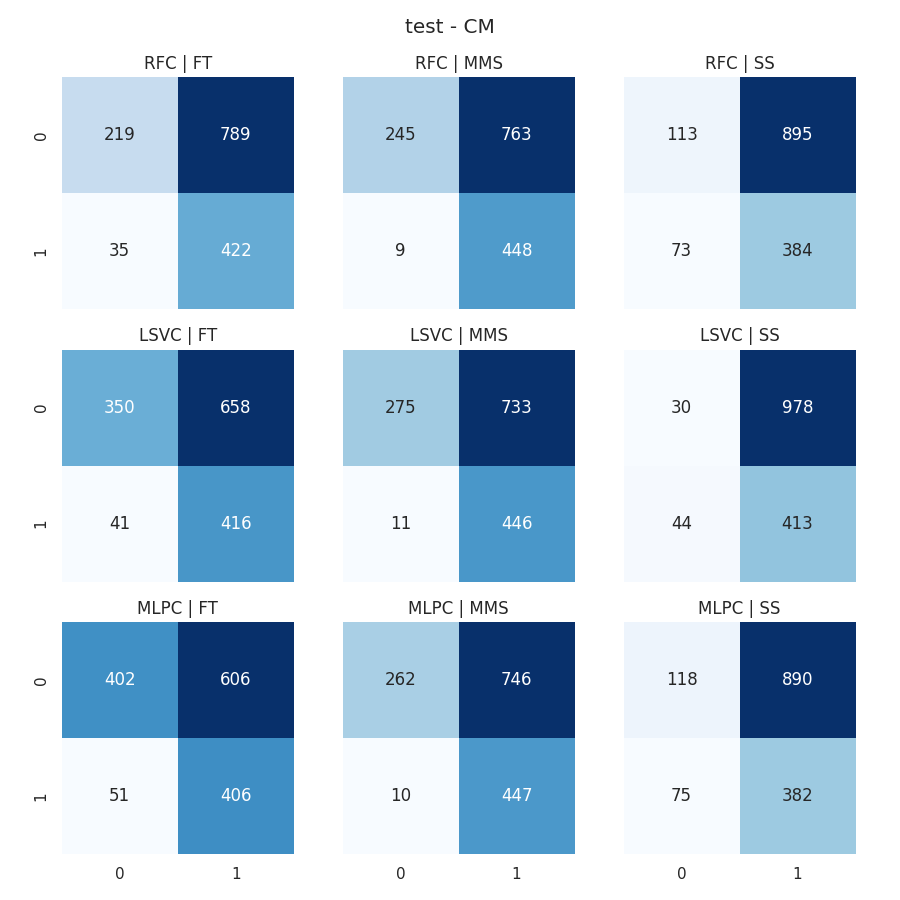 test - CM
RFC | FT RFC | MMS RFC | SS
0 219 789 245 763 113 895
1 35 422 9 448 73 384
LSVC | FT LSVC | MMS LSVC | SS
0 350 658 275 733 30 978
1 41 416 11 446 44 413
MLPC | FT MLPC | MMS MLPC | SS
0 402 606 262 746 118 890
1 51 406 10 447 75 382
0 1 0 1 0 1